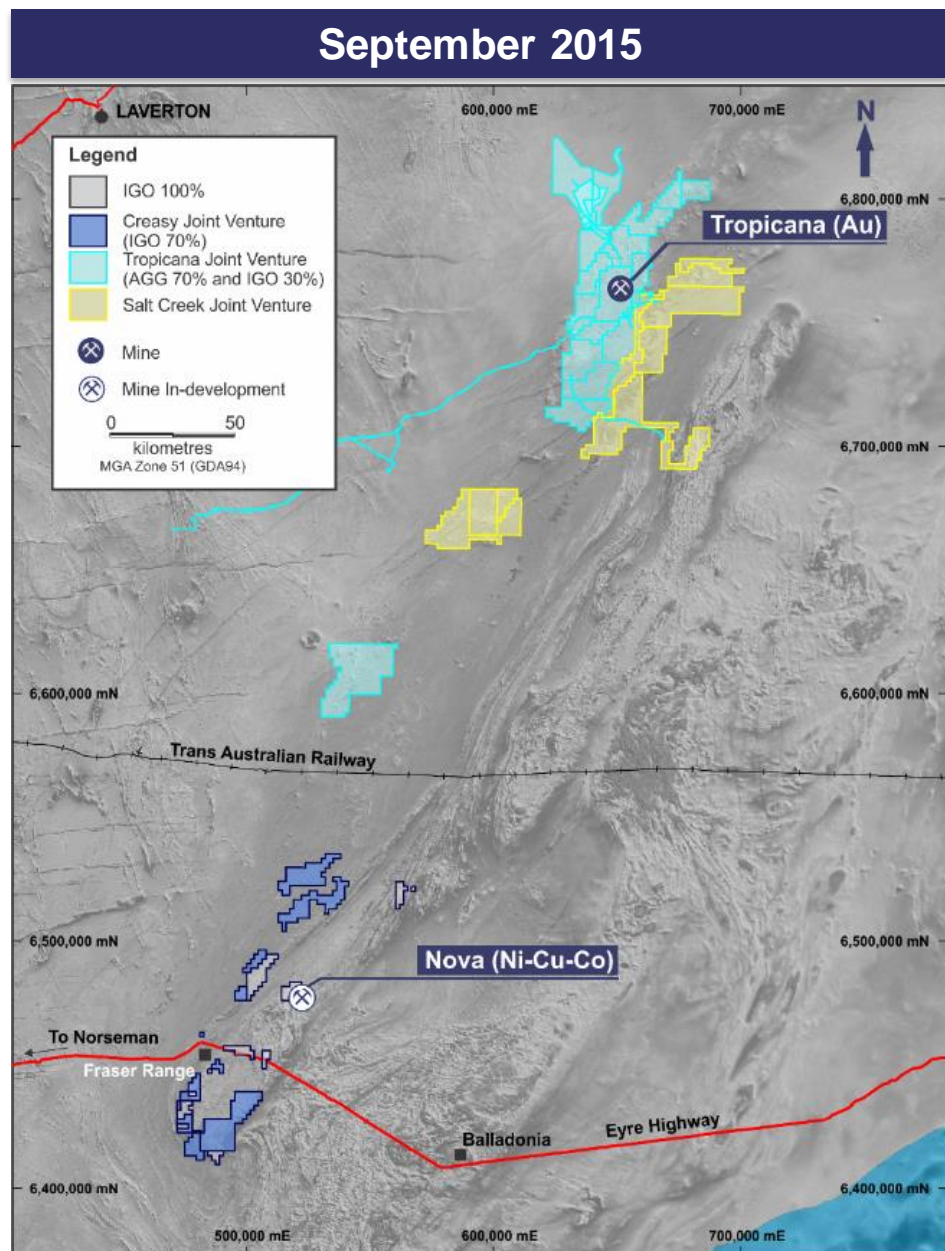 September 2015
LAVERTON
600,000 mE
700,000 mE
N
Legend
IGO 100%
Creasy Joint Venture
(IGO 70%)
Tropicana Joint Venture
(AGG 70% and IGO 30%)
Salt Creek Joint Venture
Mine
Mine In-development
0 50
kilometres
MGA Zone 51 (GDA94)
6,800,000 mN
Tropicana (Au)
6,700,000 mN
6,600,000 mN
6,600,000 mN
Trans Australian Railway
6,500,000 mN
6,500,000 mN
Nova (Ni-Cu-Co)
To Norseman
Fraser Range
Balladonia
Eyre Highway
6,400,000 mN
6,400,000 mN
500,000 mE
600,000 mE
700,000 mE